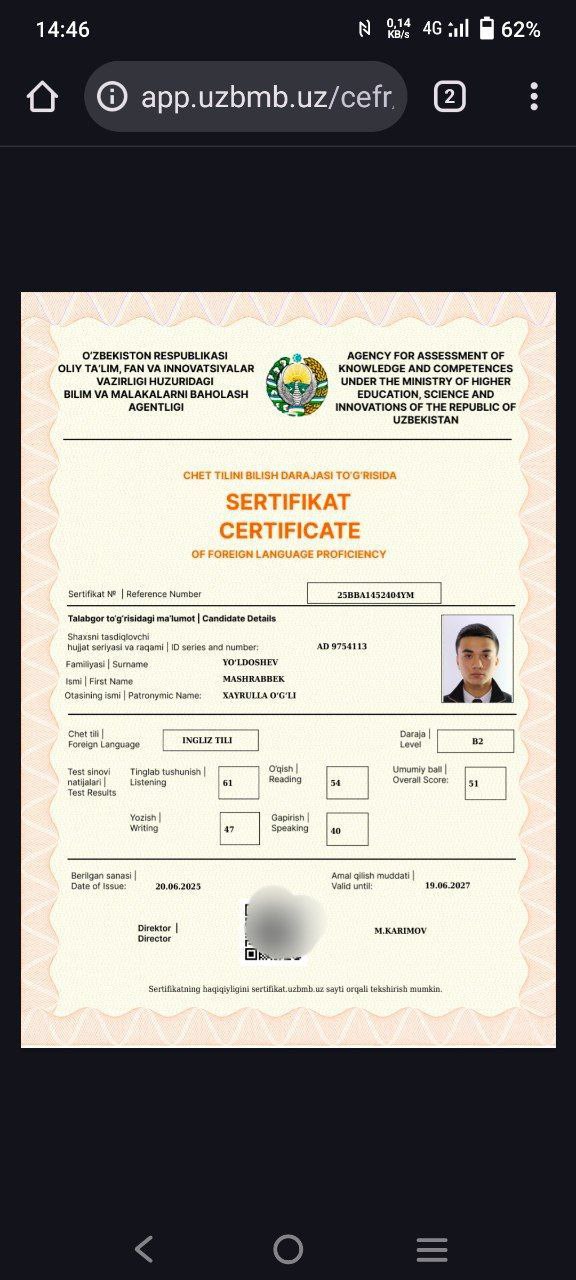 14:46
0,14 KB/s 4G 62%
app.uzbmb.uz/cefr
2
O'ZBEKISTON RESPUBLIKASI
OLIY TA'LIM, FAN VA INNOVATSIYALAR
VAZIRLIGI HUZURIDAGI
BILIM VA MALAKALARNI BAHOLASH
AGENTLIGI
AGENCY FOR ASSESSMENT OF
KNOWLEDGE AND COMPETENCES
UNDER THE MINISTRY OF HIGHER
EDUCATION, SCIENCE AND
INNOVATIONS OF THE REPUBLIC OF
UZBEKISTAN
CHET TILINI BILISH DARAJASI TO'G'RISIDA
SERTIFIKAT
CERTIFICATE
OF FOREIGN LANGUAGE PROFICIENCY
Sertifikat № | Reference Number 25BBA1452404YM
Talabgor to'g'risidagi ma'lumot | Candidate Details
Shaxsni tasdiqlovchi
hujjat seriyasi va raqami | ID series and number: AD 9754113
Familiyasi | Surname YO'LDOSHEV
Ismi | First Name MASHRABBEK
Otasining ismi | Patronymic Name: XAYRULLA O'G'LI
Chet tili |
Foreign Language
INGLIZ TILI
Daraja |
Level
B2
Test sinovi
natijalari |
Test Results
Tinglab tushunish |
Listening
61
O'qish |
Reading
54
Umumiy ball |
Overall Score:
51
Yozish |
Writing
47
Gapirish |
Speaking
40
Berilgan sanasi |
Date of Issue:
20.06.2025
Amal qilish muddati |
Valid until:
19.06.2027
Direktor |
Director
M.KARIMOV
Sertifikatning haqiqiyligini sertifikat.uzbmb.uz sayti orqali tekshirish mumkin.